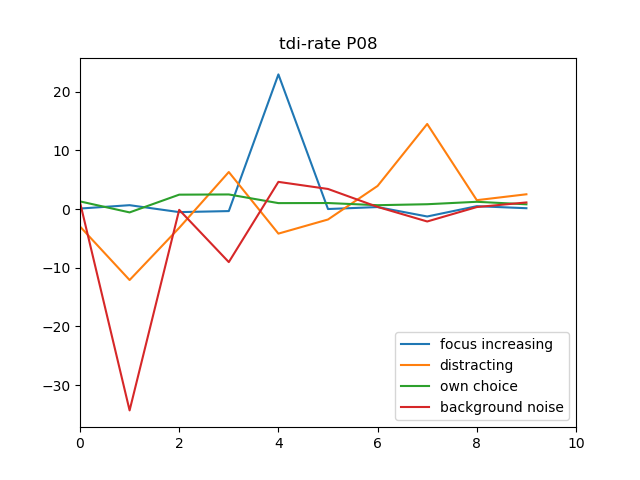 tdi-rate P08
20
10
0
−10
−20
−30
0 2 4 6 8 10
focus increasing
distracting
own choice
background noise